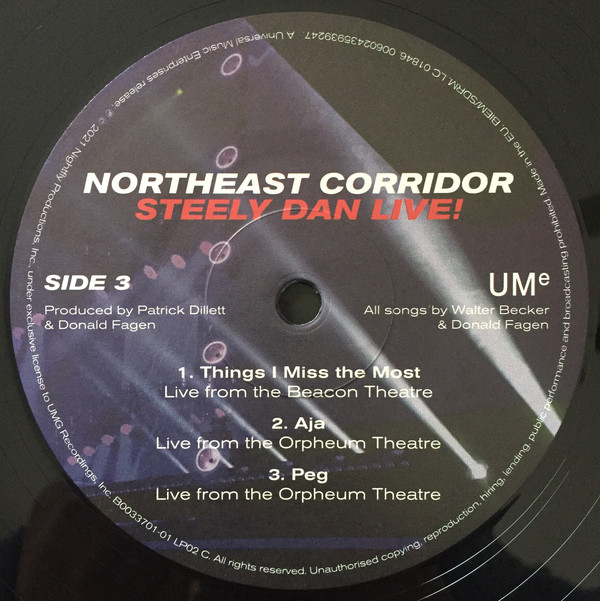 NORTHEAST CORRIDOR
STEELY DAN LIVE!
SIDE 3
UMe
Produced by Patrick Dillett
& Donald Fagen
All songs by Walter Becker
& Donald Fagen
1. Things I Miss the Most
Live from the Beacon Theatre
2. Aja
Live from the Orpheum Theatre
3. Peg
Live from the Orpheum Theatre
℗ © 2021 Nightfly Productions, Inc., under exclusive license to UMG Recordings, Inc. B0033701-01 LP02 C. All rights reserved. Unauthorised copying, reproduction, hiring, lending, public performance and broadcasting prohibited. Made in the EU BIEM/SDRM LC 01846. 00602435939247 A Universal Music Enterprises release.